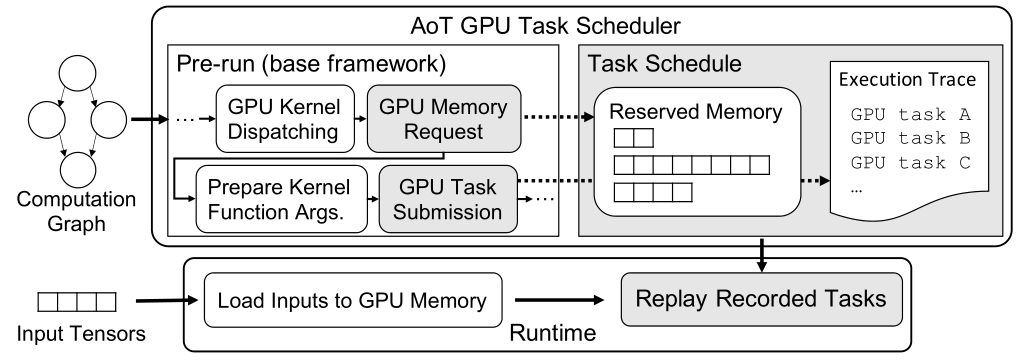 AoT GPU Task Scheduler
Pre-run (base framework)
... GPU Kernel
Dispatching
GPU Memory
Request
Prepare Kernel
Function Args.
GPU Task
Submission
...
Computation
Graph
Task Schedule
Reserved Memory
Execution Trace
GPU task A
GPU task B
GPU task C
…
Input Tensors
Load Inputs to GPU Memory
Replay Recorded Tasks
Runtime